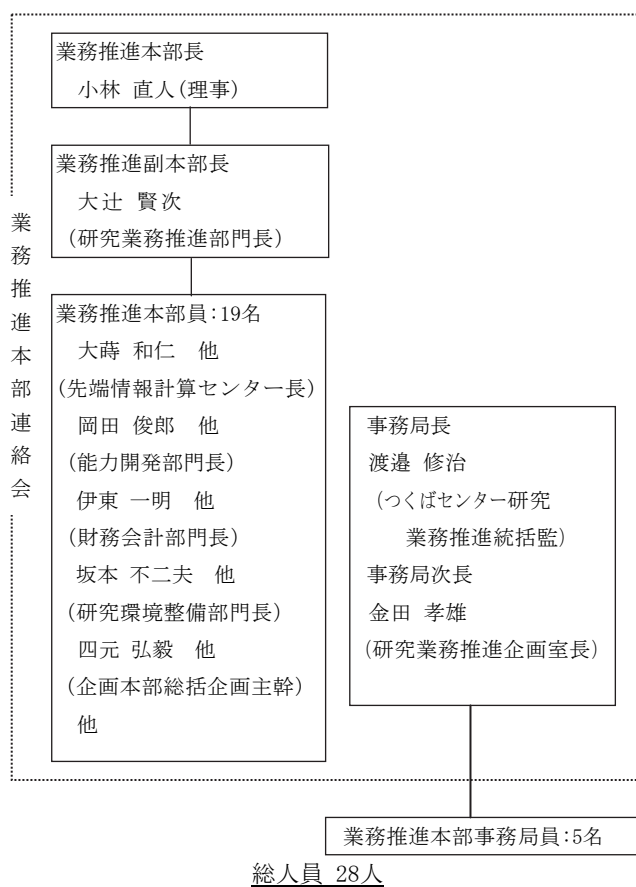 業務推進本部長
小林 直人(理事)
業務推進副本部長
大辻 賢次
(研究業務推進部門長)
業務推進本部連絡会
業務推進本部員:19名
大蒔 和仁 他
(先端情報計算センター長)
岡田 俊郎 他
(能力開発部門長)
伊東 一明 他
(財務会計部門長)
坂本 不二夫 他
(研究環境整備部門長)
四元 弘毅 他
(企画本部総括企画主幹)
他
事務局長
渡邉 修治
(つくばセンター研究
業務推進統括監)
事務局次長
金田 孝雄
(研究業務推進企画室長)
業務推進本部事務局員:5名
総人員 28人